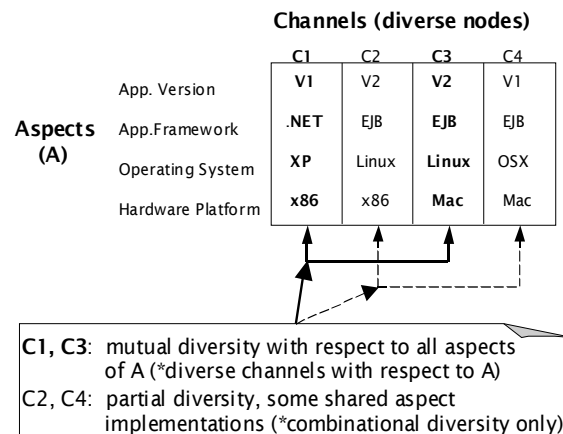 Channels (diverse nodes)
C1 C2 C3 C4
App. Version V1 V2 V2 V1
Aspects
(A)
App.Framework .NET EJB EJB EJB
Operating System XP Linux Linux OSX
Hardware Platform x86 x86 Mac Mac
C1, C3: mutual diversity with respect to all aspects
of A (*diverse channels with respect to A)
C2, C4: partial diversity, some shared aspect
implementations (*combinational diversity only)